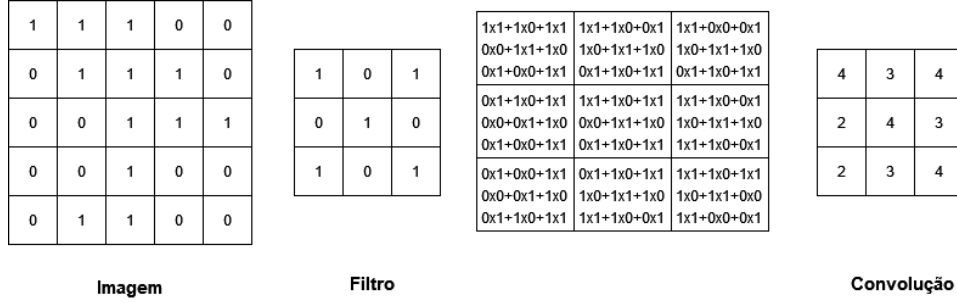 1 1 1 0 0
0 1 1 1 0
0 0 1 1 1
0 0 1 0 0
0 1 1 0 0
Imagem
1 0 1
0 1 0
1 0 1
Filtro
1x1+1x0+1x1 1x1+1x0+0x1 1x1+0x0+0x1
0x0+1x1+1x0 1x0+1x1+1x0 1x0+1x1+1x0
0x1+0x0+1x1 0x1+1x0+1x1 0x1+1x0+1x1
0x1+1x0+1x1 1x1+1x0+1x1 1x1+1x0+0x1
0x0+0x1+1x0 0x0+1x1+1x0 1x0+1x1+1x0
0x1+0x0+1x1 0x1+1x0+0x1 1x1+1x0+0x1
0x1+0x0+1x1 0x1+1x0+1x1 1x1+1x0+1x1
0x0+0x1+1x0 1x0+1x1+1x0 1x0+1x1+0x0
0x1+1x0+1x1 1x1+1x0+0x1 1x1+0x0+0x1
4 3 4
2 4 3
2 3 4
Convolução